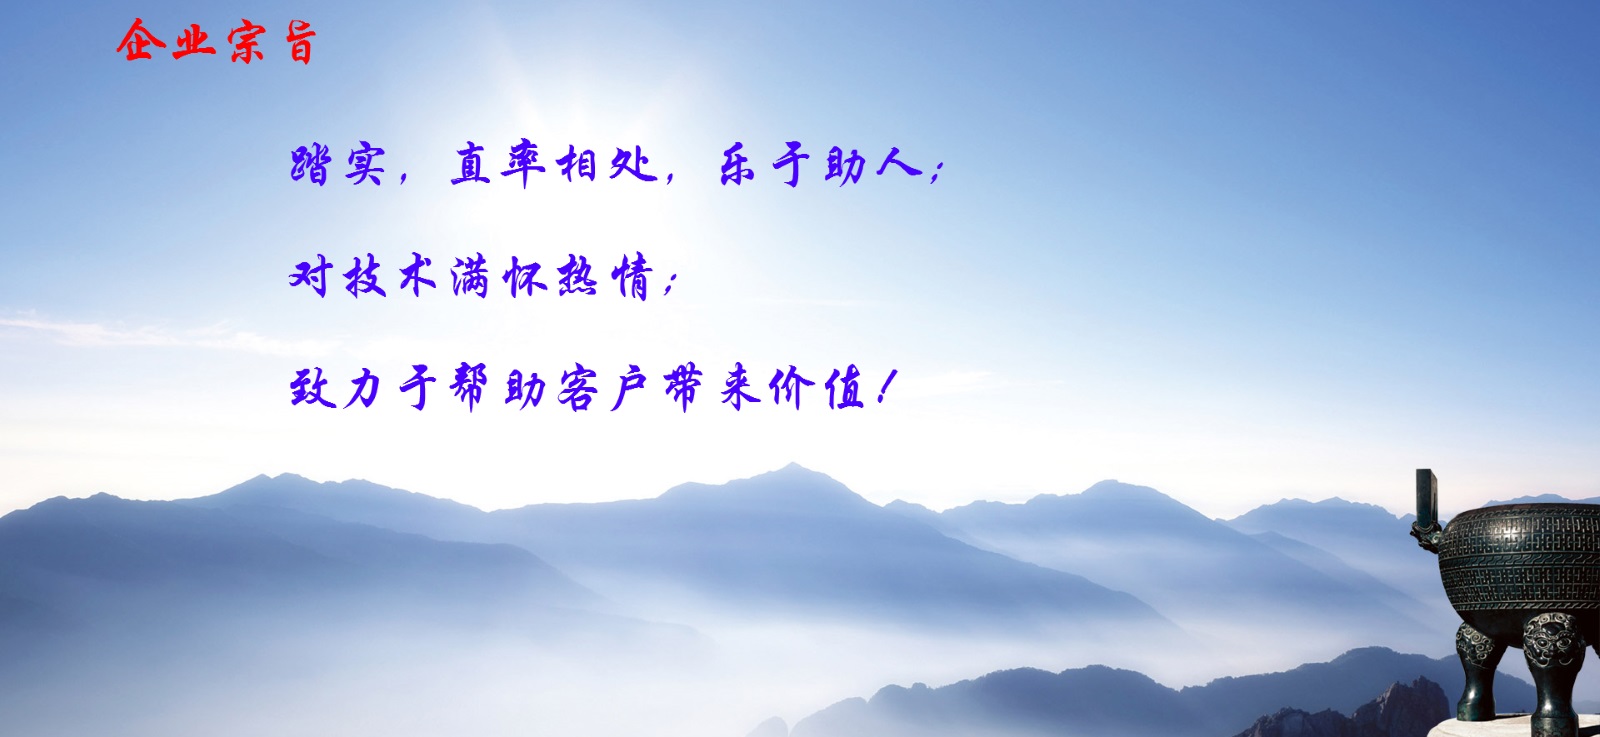 企业宗旨
踏实，直率相处，乐于助人；
对技术满怀热情；
致力于帮助客户带来价值！